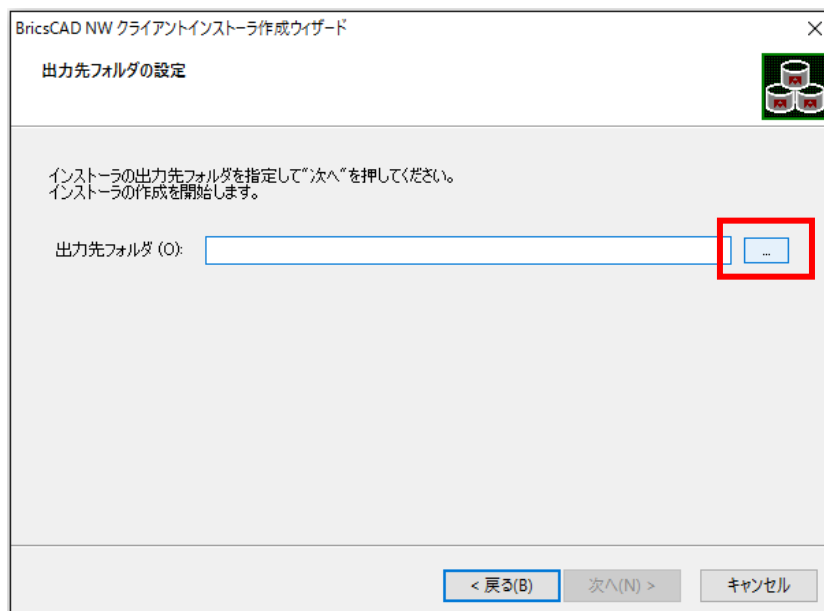 BricsCAD NW クライアントインストーラ作成ウィザード
出力先フォルダの設定
インストーラの出力先フォルダを指定して"次へ"を押してください。
インストーラの作成を開始します。
出力先フォルダ (O):
...
< 戻る(B)
次へ(N) >
キャンセル